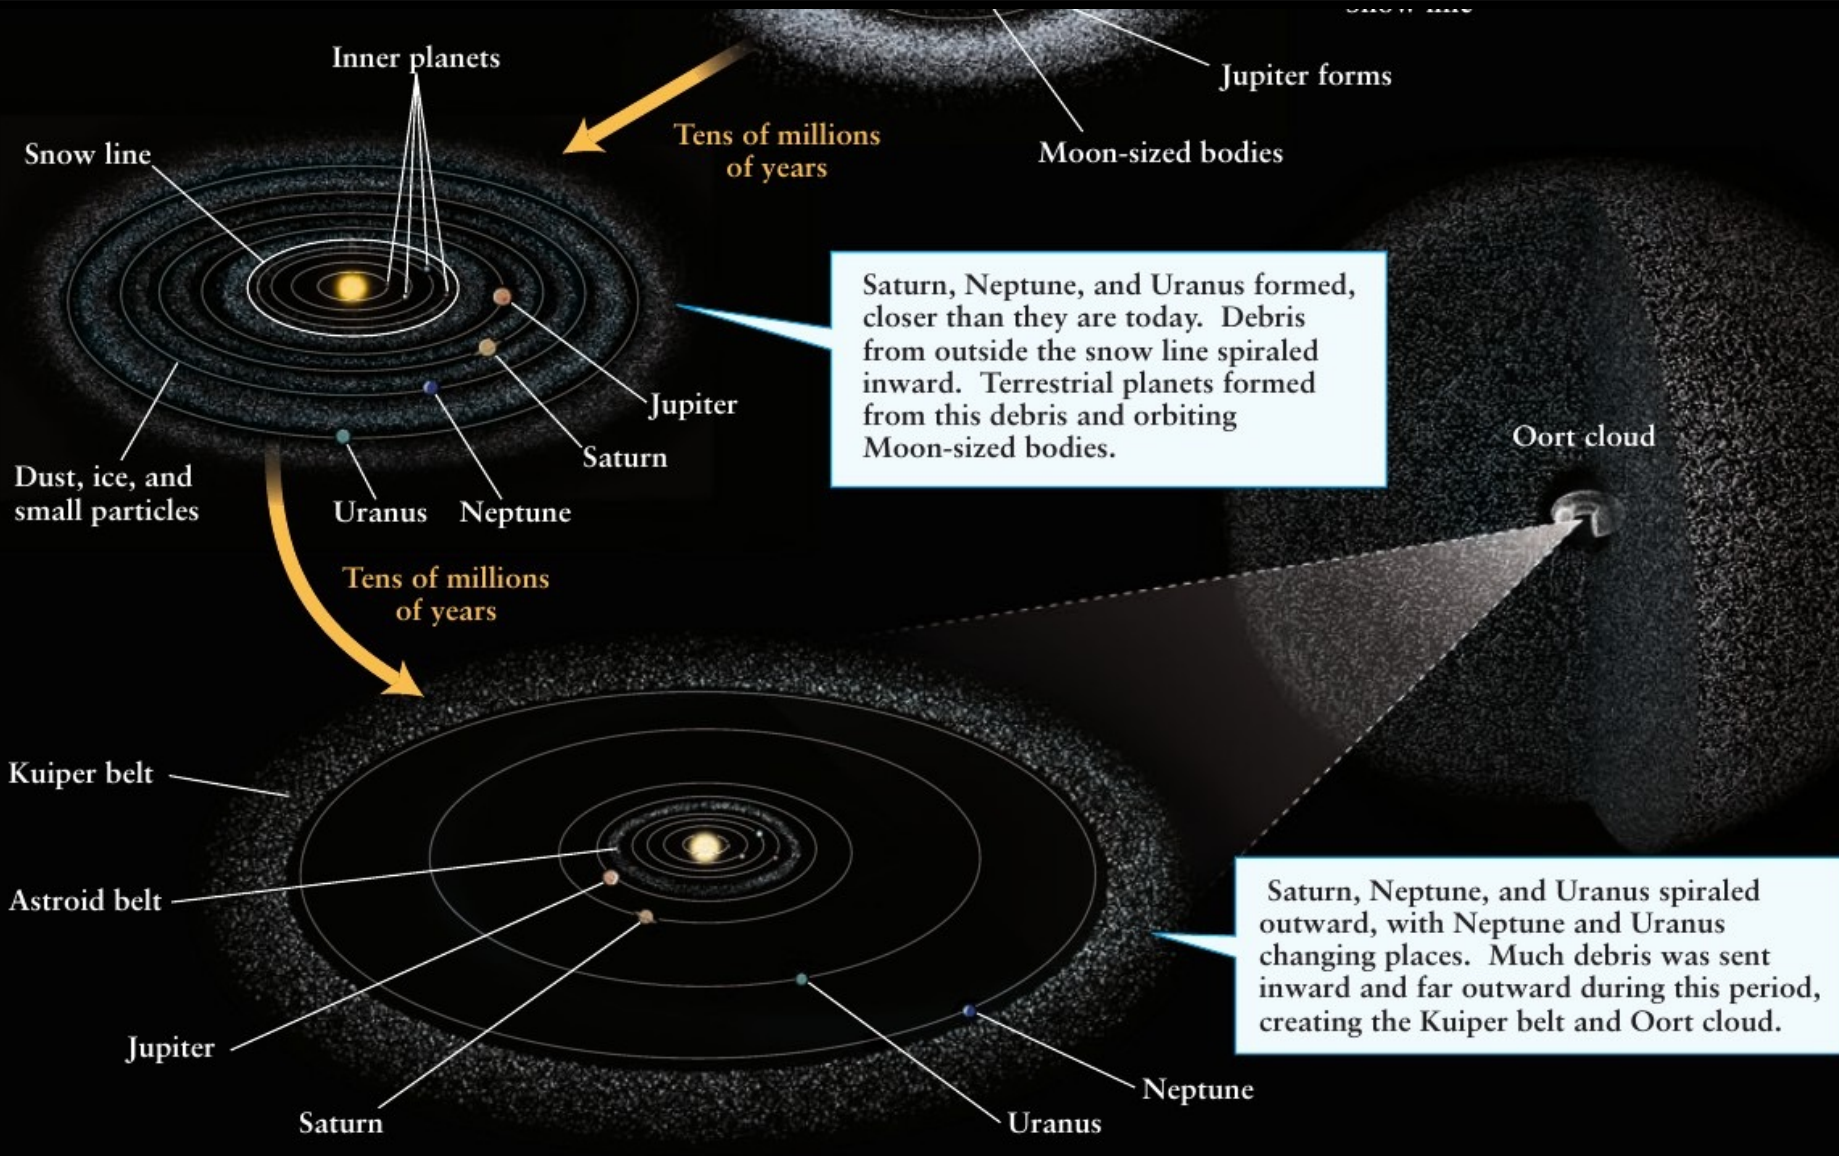 Jupiter forms
Moon-sized bodies
Tens of millions
of years
Inner planets
Snow line
Saturn, Neptune, and Uranus formed,
closer than they are today. Debris
from outside the snow line spiraled
inward. Terrestrial planets formed
from this debris and orbiting
Moon-sized bodies.
Jupiter
Saturn
Dust, ice, and
small particles
Uranus
Neptune
Oort cloud
Tens of millions
of years
Kuiper belt
Astroid belt
Jupiter
Saturn
Saturn, Neptune, and Uranus spiraled
outward, with Neptune and Uranus
changing places. Much debris was sent
inward and far outward during this period,
creating the Kuiper belt and Oort cloud.
Neptune
Uranus